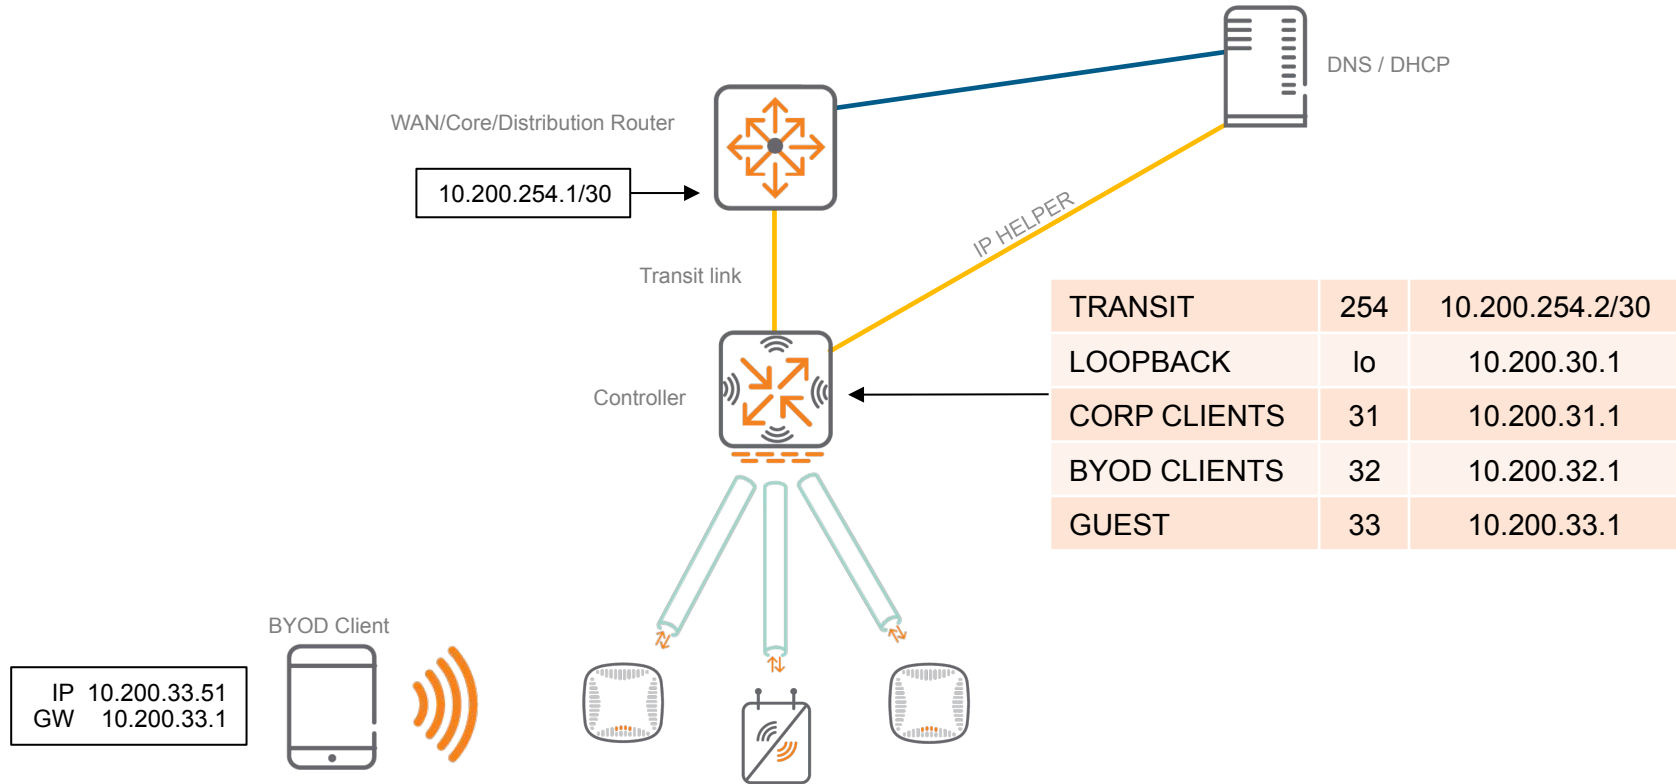 DNS / DHCP
WAN/Core/Distribution Router
10.200.254.1/30
IP HELPER
Transit link
TRANSIT 254 10.200.254.2/30
LOOPBACK lo 10.200.30.1
CORP CLIENTS 31 10.200.31.1
BYOD CLIENTS 32 10.200.32.1
GUEST 33 10.200.33.1
Controller
BYOD Client
IP 10.200.33.51
GW 10.200.33.1